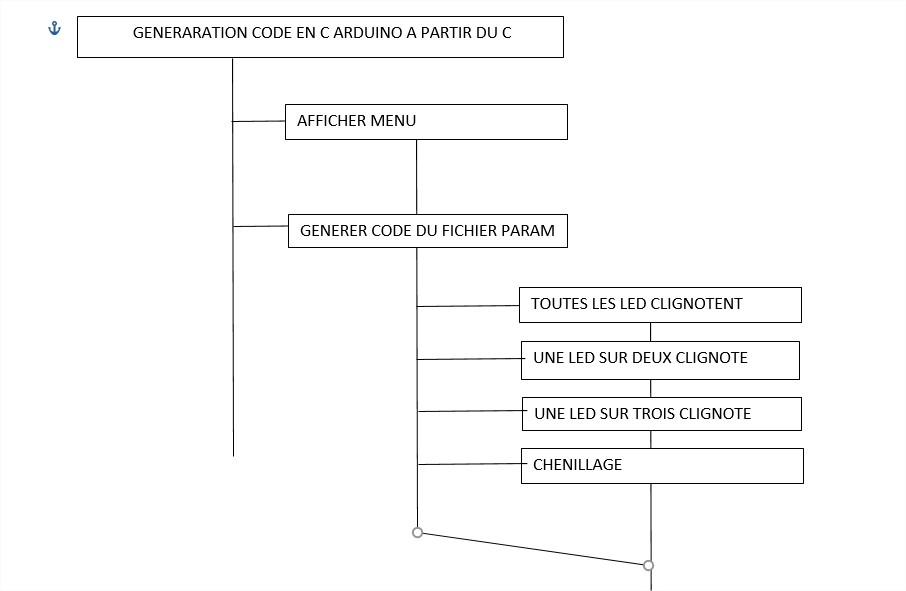 GENERARATION CODE EN C ARDUINO A PARTIR DU C
AFFICHER MENU
GENERER CODE DU FICHIER PARAM
TOUTES LES LED CLIGNOTENT
UNE LED SUR DEUX CLIGNOTE
UNE LED SUR TROIS CLIGNOTE
CHENILLAGE